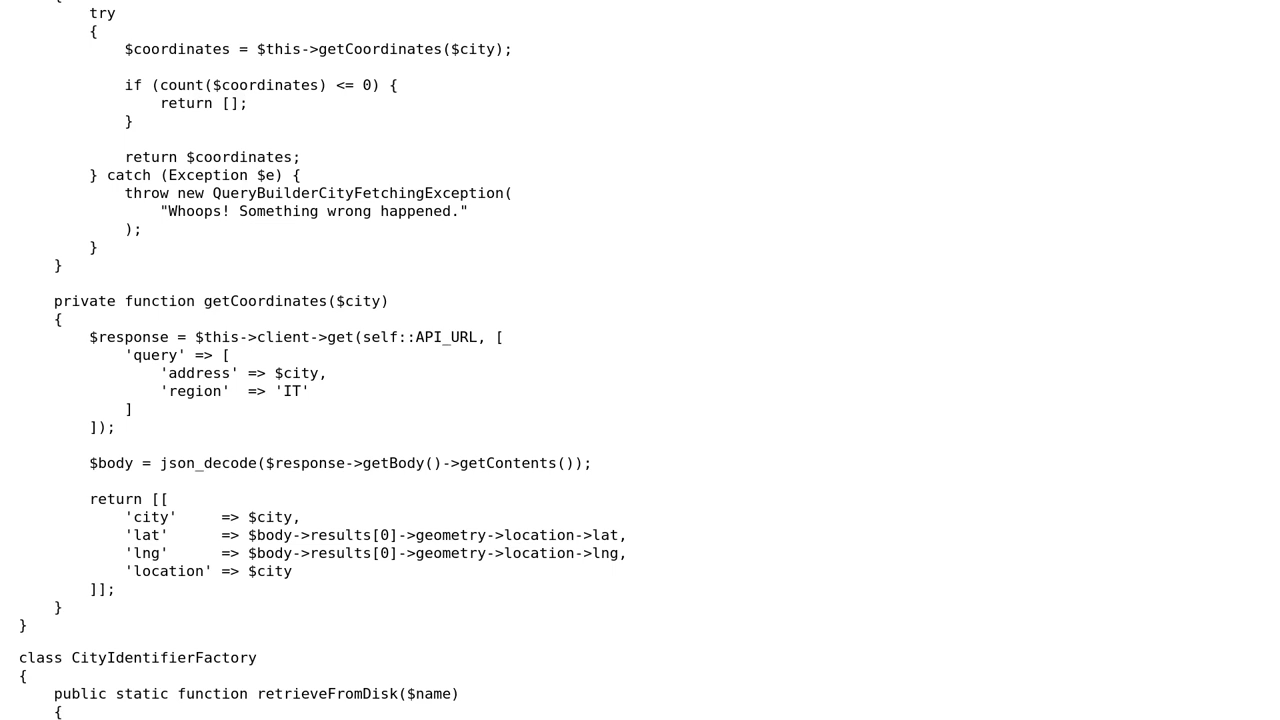 {
try
{
$coordinates = $this->getCoordinates($city);
if (count($coordinates) <= 0) {
return [];
}
return $coordinates;
} catch (Exception $e) {
throw new QueryBuilderCityFetchingException(
"Whoops! Something wrong happened."
);
}
}
private function getCoordinates($city)
{
$response = $this->client->get(self::API_URL, [
'query' => [
'address' => $city,
'region'  => 'IT'
]
]);
$body = json_decode($response->getBody()->getContents());
return [[
'city'     => $city,
'lat'      => $body->results[0]->geometry->location->lat,
'lng'      => $body->results[0]->geometry->location->lng,
'location' => $city
]];
}
}
class CityIdentifierFactory
{
public static function retrieveFromDisk($name)
{